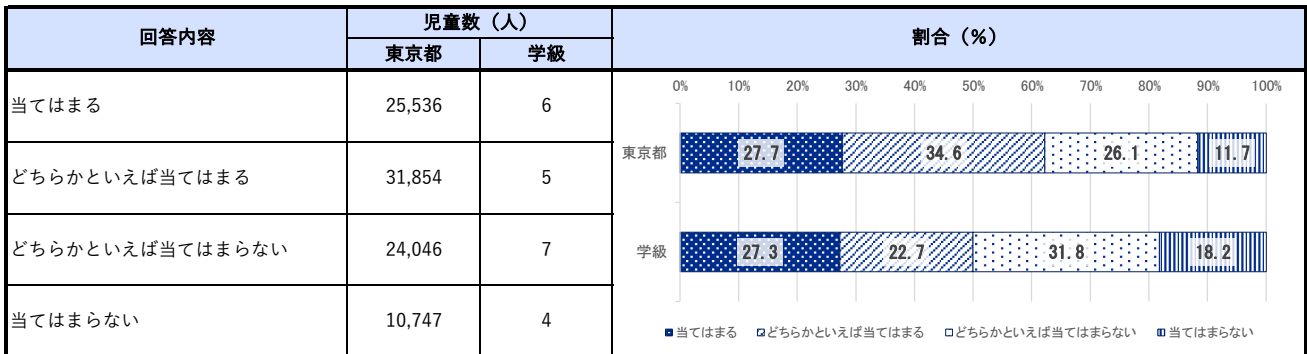 回答内容
児童数（人）
割合（%）
東京都
学級
当てはまる
25,536
6
どちらかといえば当てはまる
31,854
5
どちらかといえば当てはまらない
24,046
7
当てはまらない
10,747
4
0% 10% 20% 30% 40% 50% 60% 70% 80% 90% 100%
東京都 27.7 34.6 26.1 11.7
学級 27.3 22.7 31.8 18.2
当てはまる どちらかといえば当てはまる どちらかといえば当てはまらない 当てはまらない